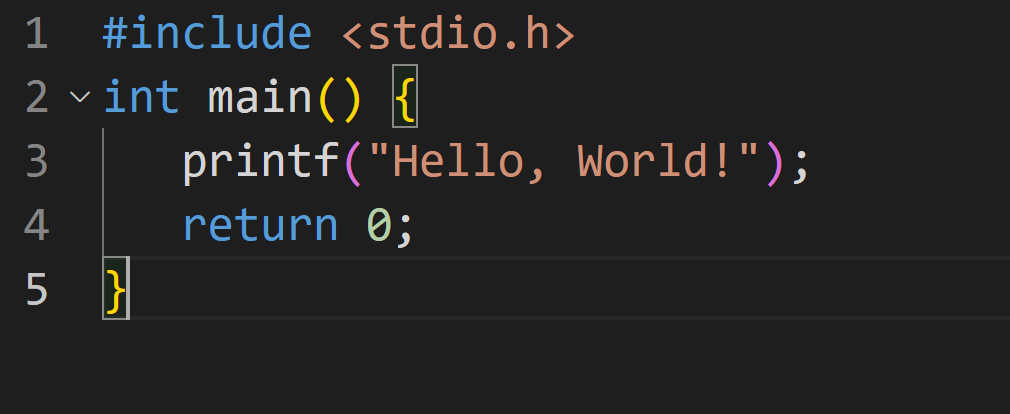 1 #include <stdio.h>
2 int main() {
3    printf("Hello, World!");
4    return 0;
5 }